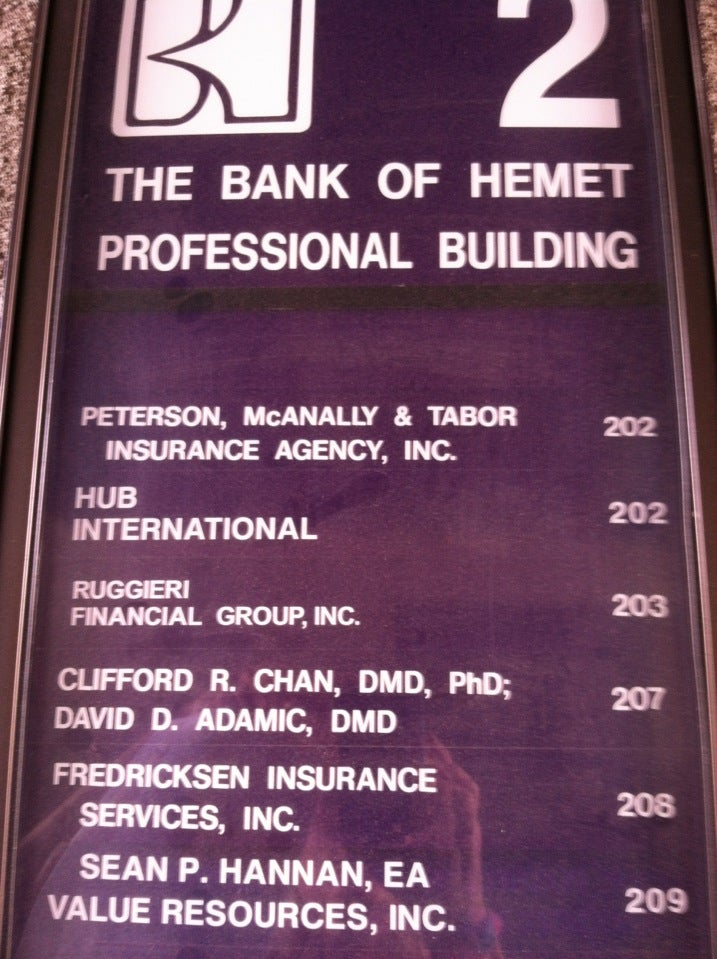 2
THE BANK OF HEMET
PROFESSIONAL BUILDING
PETERSON, McANALLY & TABOR 202
INSURANCE AGENCY, INC.
HUB 202
INTERNATIONAL
RUGGIERI 203
FINANCIAL GROUP, INC.
CLIFFORD R. CHAN, DMD, PhD; 207
DAVID D. ADAMIC, DMD
FREDRICKSEN INSURANCE 208
SERVICES, INC.
SEAN P. HANNAN, EA 209
VALUE RESOURCES, INC.